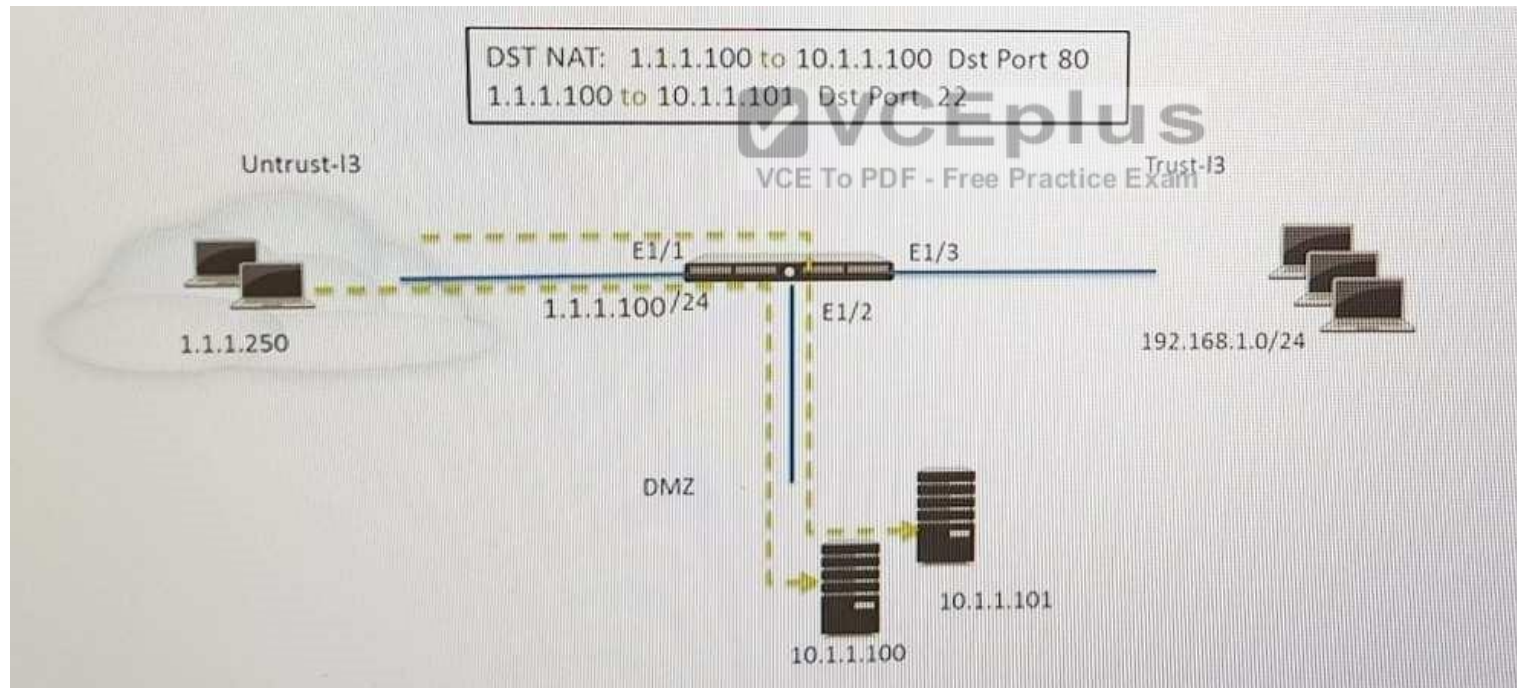 DST NAT: 1.1.1.100 to 10.1.1.100 Dst Port 80
1.1.1.100 to 10.1.1.101 Dst Port 22
VCEplus
VCE To PDF - Free Practice Exam
Untrust-l3
Trust-l3
E1/1
E1/3
1.1.1.100/24
E1/2
1.1.1.250
192.168.1.0/24
DMZ
10.1.1.101
10.1.1.100